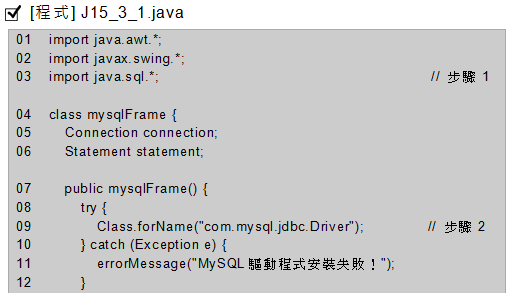 [程式] J15_3_1.java
01 import java.awt.*;
02 import javax.swing.*;
03 import java.sql.*; // 步驟 1
04 class mysqlFrame {
05 Connection connection;
06 Statement statement;
07 public mysqlFrame() {
08 try {
09 Class.forName("com.mysql.jdbc.Driver"); // 步驟 2
10 } catch (Exception e) {
11 errorMessage("MySQL 驅動程式安裝失敗！");
12 }